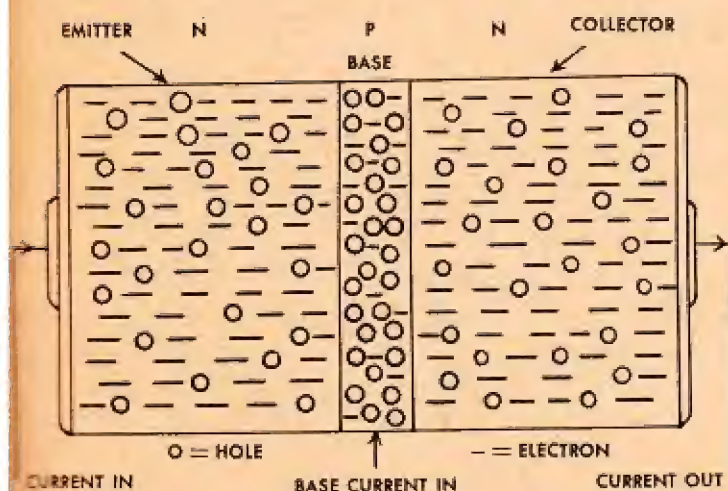 EMITTER N P N COLLECTOR
BASE
O = HOLE - = ELECTRON
CURRENT IN BASE CURRENT IN CURRENT OUT